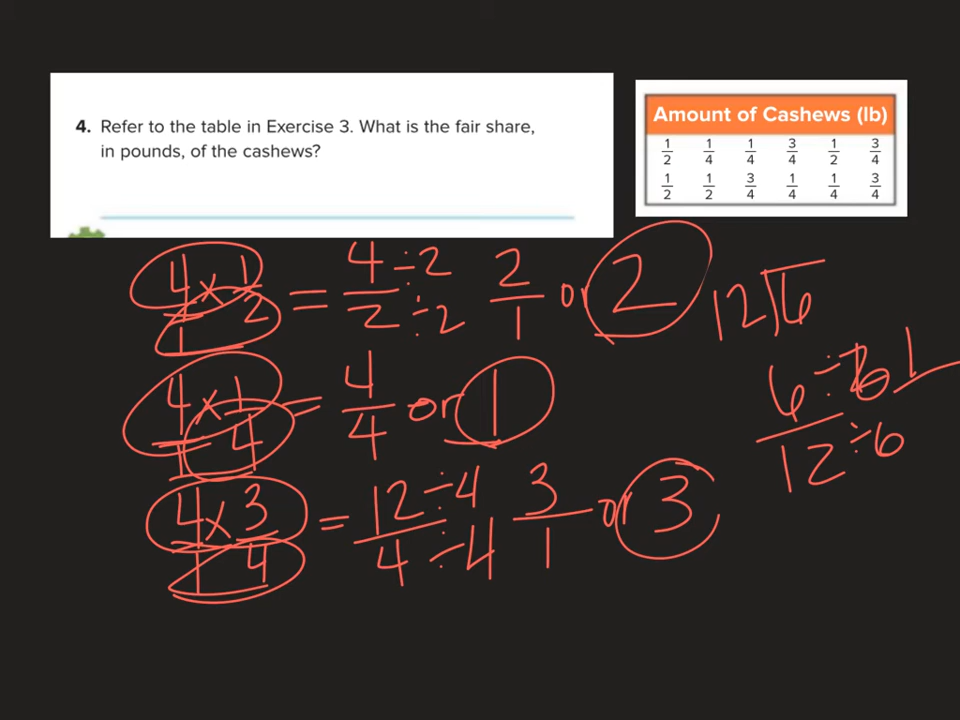 4. Refer to the table in Exercise 3. What is the fair share,
in pounds, of the cashews?
Amount of Cashews (lb)
1/2 1/4 1/4 3/4 1/2 3/4
1/2 1/2 3/4 1/4 1/4 3/4
4/1 × 1/2 = 4÷2/2÷2 2/1 or 2
12)6
4/1 × 1/4 = 4/4 or 1
6÷6/12÷6 1
4/1 × 3/4 = 12÷4/4÷4 3/1 or 3